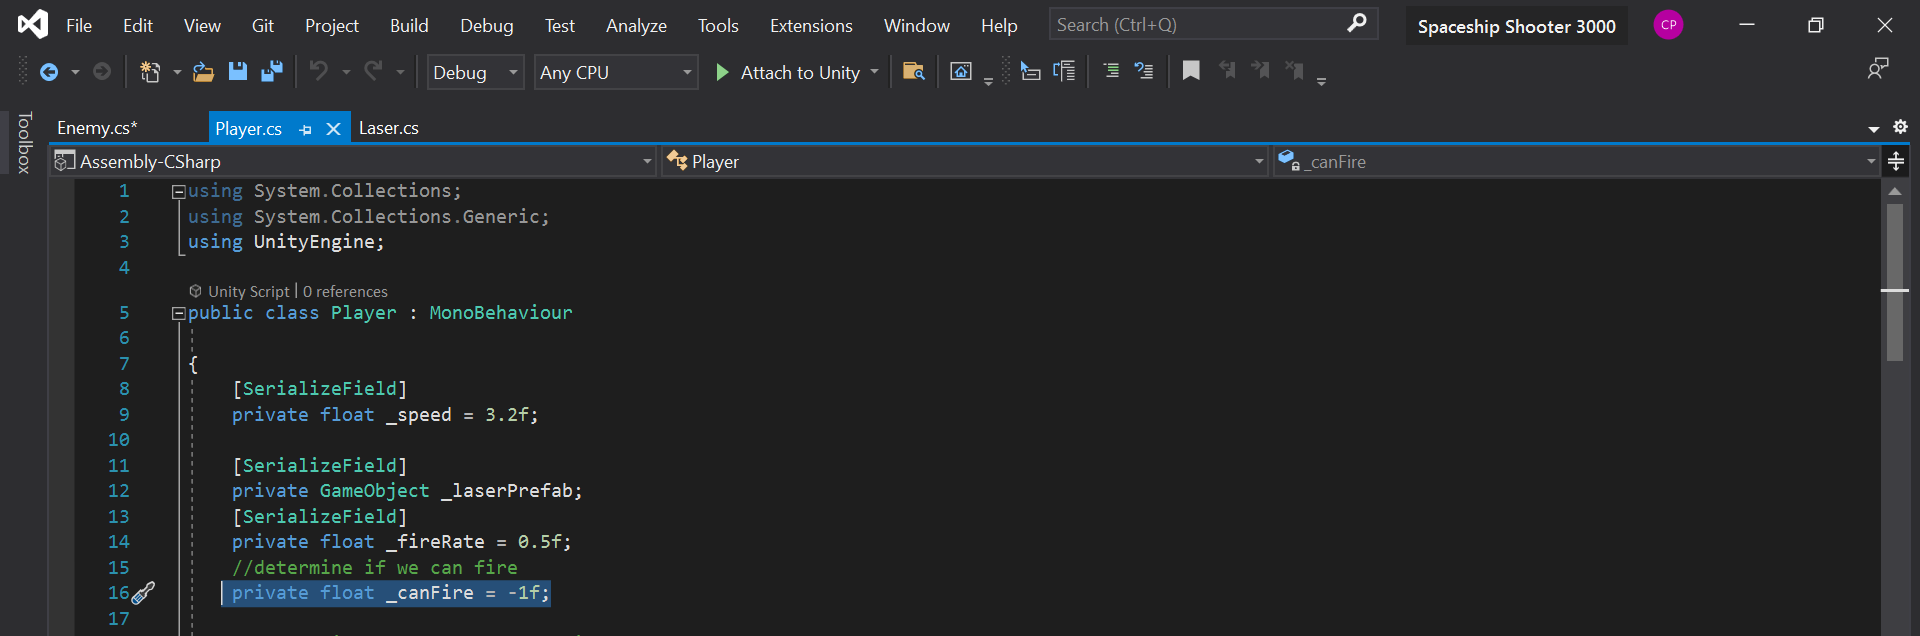 File Edit View Git Project Build Debug Test Analyze Tools Extensions Window Help Search (Ctrl+Q) Spaceship Shooter 3000 CP
Debug Any CPU Attach to Unity
Toolbox
Enemy.cs* Player.cs Laser.cs
Assembly-CSharp Player _canFire
1 using System.Collections;
2 using System.Collections.Generic;
3 using UnityEngine;
4
Unity Script | 0 references
5 public class Player : MonoBehaviour
6
7 {
8 [SerializeField]
9 private float _speed = 3.2f;
10
11 [SerializeField]
12 private GameObject _laserPrefab;
13 [SerializeField]
14 private float _fireRate = 0.5f;
15 //determine if we can fire
16 private float _canFire = -1f;
17